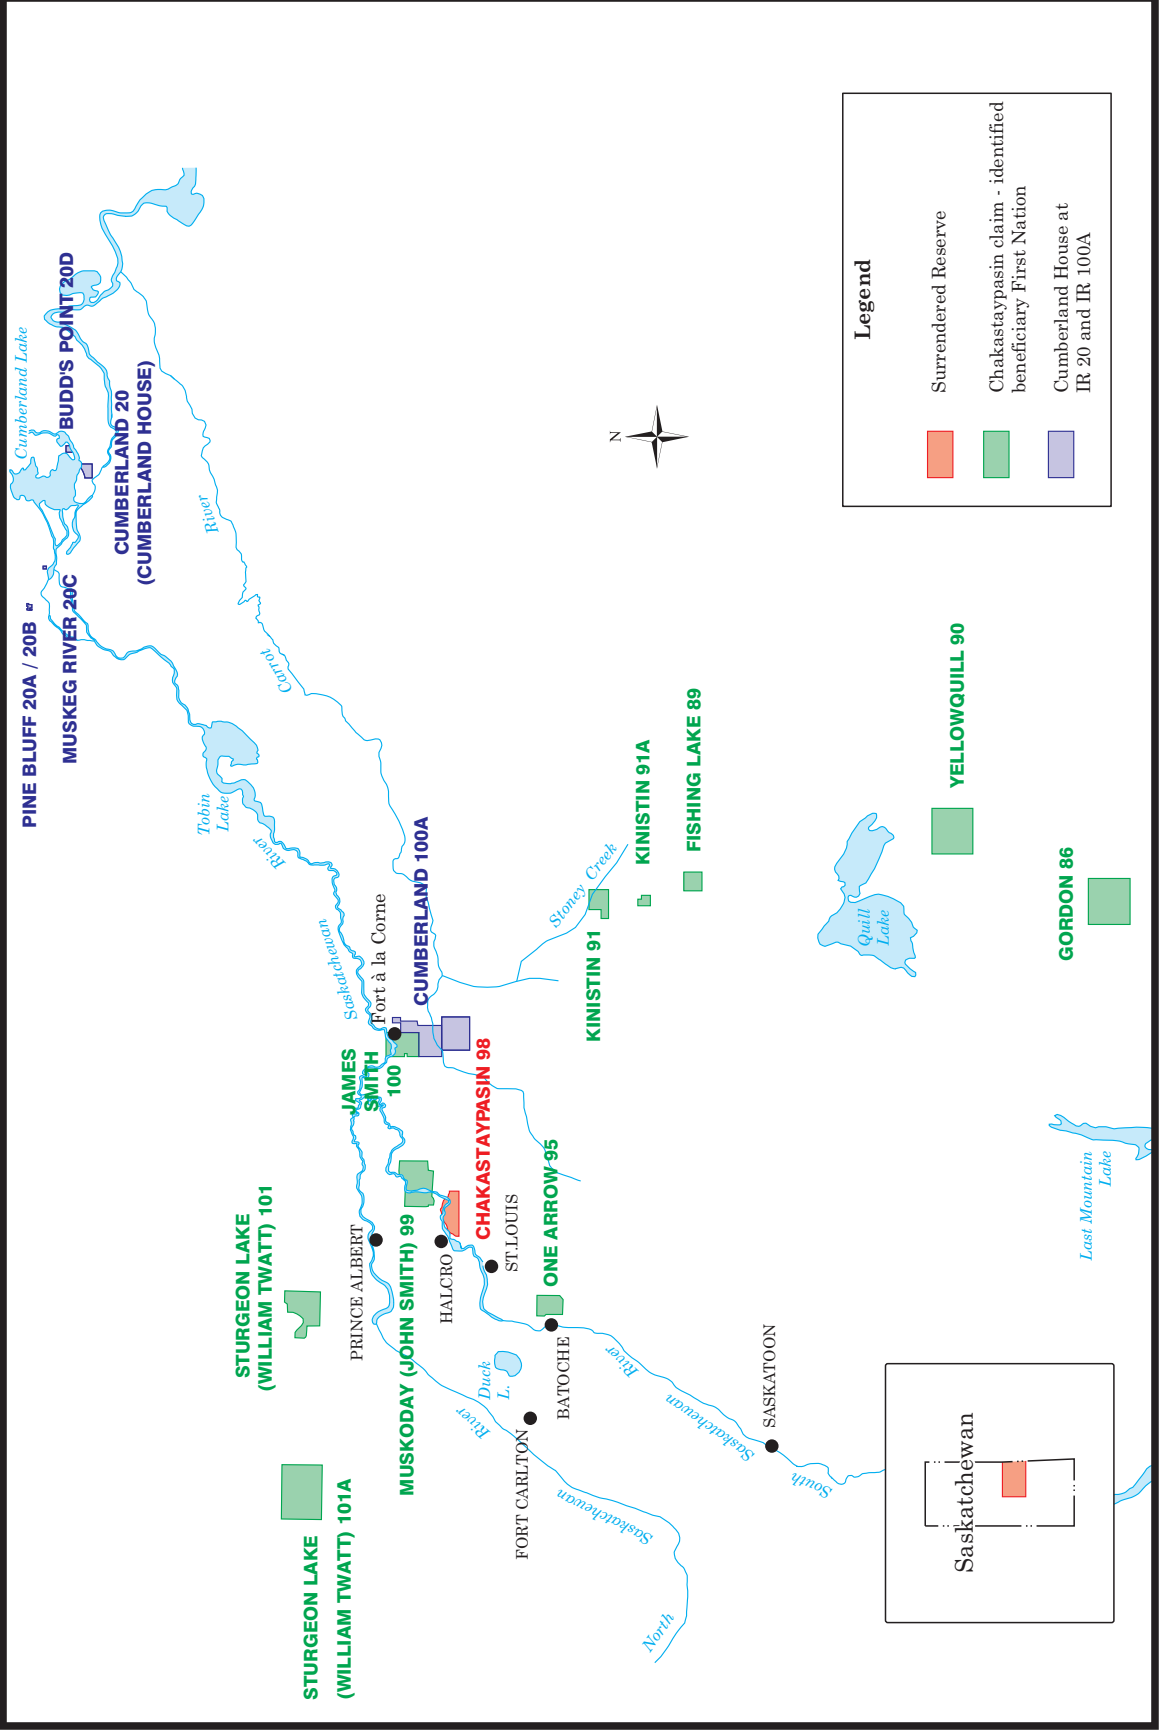 PINE BLUFF 20A / 20B
MUSKEG RIVER 20C
Cumberland Lake
BUDD'S POINT 20D
CUMBERLAND 20
(CUMBERLAND HOUSE)
River
Carrot
Tobin
Lake
River
Saskatchewan
Fort à la Corne
CUMBERLAND 100A
JAMES
SMITH
100
STURGEON LAKE
(WILLIAM TWATT) 101
STURGEON LAKE
(WILLIAM TWATT) 101A
PRINCE ALBERT
MUSKODAY (JOHN SMITH) 99
HALCRO
CHAKASTAYPASIN 98
ST.LOUIS
ONE ARROW 95
Duck
L.
BATOCHE
FORT CARLTON
River
Saskatchewan
North
River
Saskatchewan
South
SASKATOON
Stoney Creek
KINISTIN 91
KINISTIN 91A
FISHING LAKE 89
Quill
Lake
YELLOWQUILL 90
GORDON 86
Last Mountain
Lake
N
Legend
Surrendered Reserve
Chakastaypasin claim - identified
beneficiary First Nation
Cumberland House at
IR 20 and IR 100A
Saskatchewan